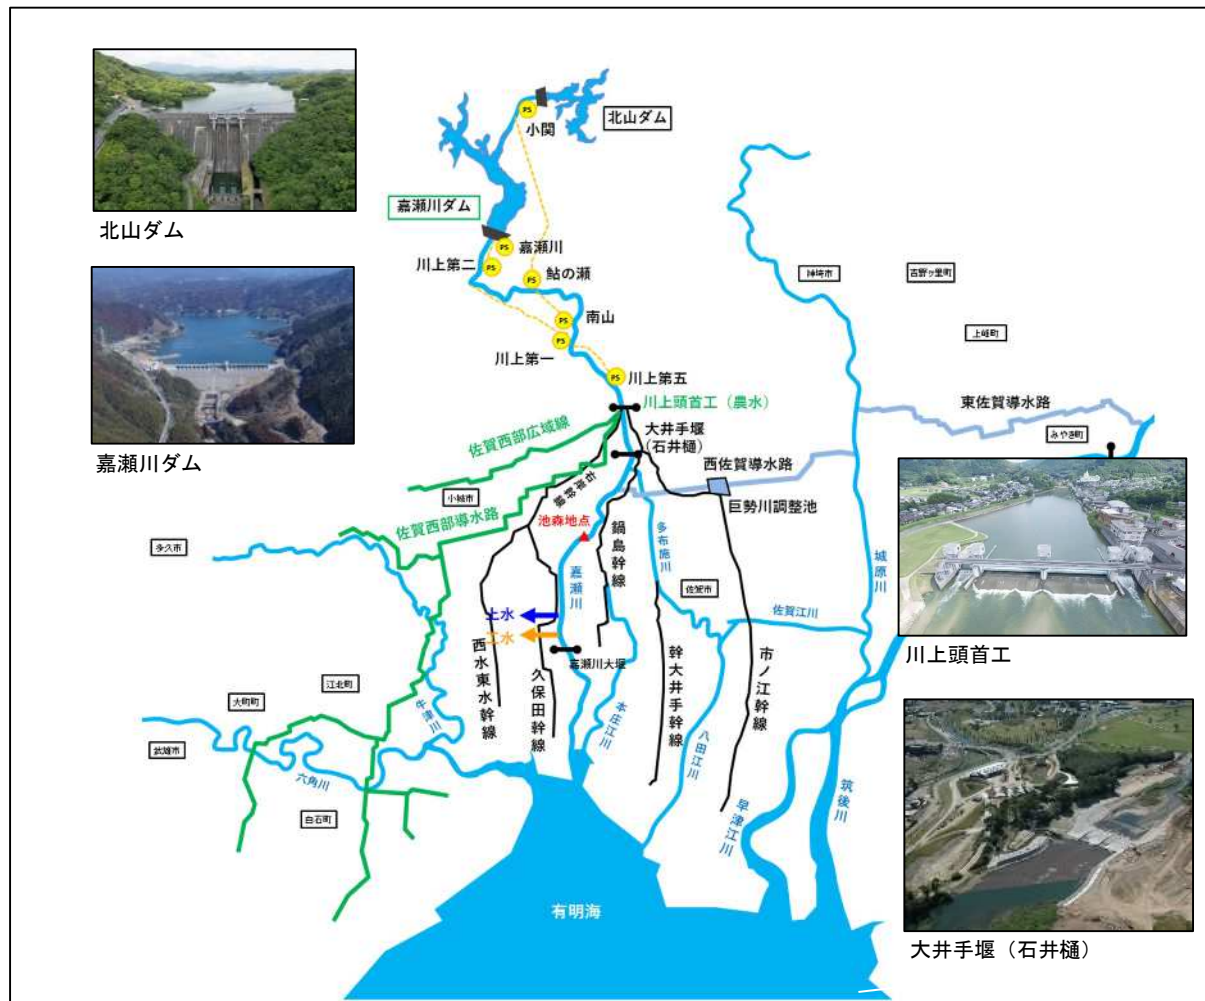 北山ダム
嘉瀬川ダム
PS
小関
北山ダム
嘉瀬川ダム
PS
嘉瀬川
川上第二
PS
PS
鮎の瀬
PS
南山
PS
川上第一
PS
川上第五
川上頭首工（農水）
大井手堰
（石井樋）
佐賀西部広域線
右岸幹線
西佐賀導水路
東佐賀導水路
神埼市
吉野ヶ里町
上峰町
みやき町
小城市
佐賀西部導水路
池森地点
巨勢川調整池
多久市
鍋島幹線
多布施川
嘉瀬川
佐賀市
佐賀江川
城原川
上水
工水
嘉瀬川大堰
西水東水幹線
久保田幹線
本庄江川
幹大井手幹線
八田江川
市ノ江幹線
江北町
大町町
武雄市
牛津川
六角川
白石町
早津江川
筑後川
有明海
川上頭首工
大井手堰（石井樋）